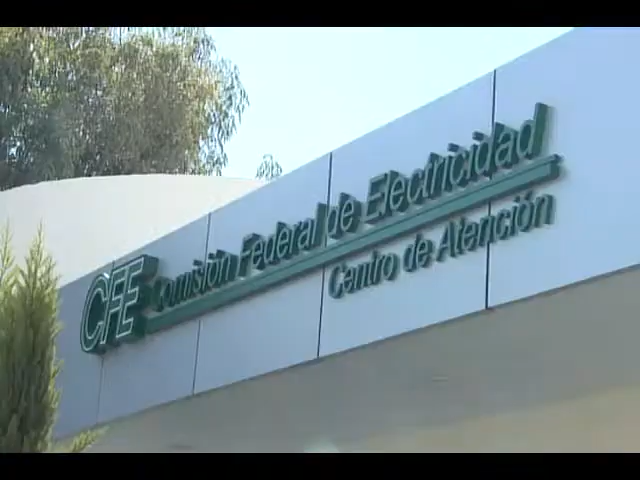 CFE Comisión Federal de Electricidad
Centro de Atención